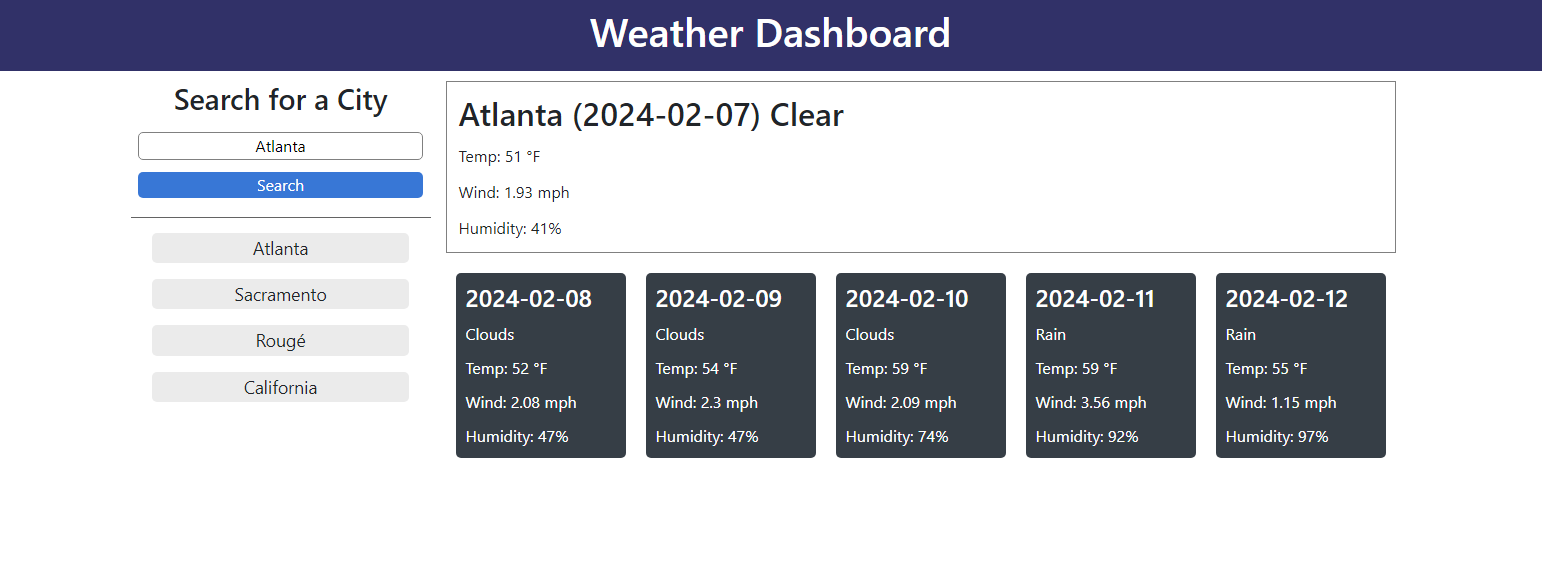 Weather Dashboard
Search for a City
Atlanta
Search
Atlanta
Sacramento
Rougé
California
Atlanta (2024-02-07) Clear
Temp: 51 °F
Wind: 1.93 mph
Humidity: 41%
2024-02-08
Clouds
Temp: 52 °F
Wind: 2.08 mph
Humidity: 47%
2024-02-09
Clouds
Temp: 54 °F
Wind: 2.3 mph
Humidity: 47%
2024-02-10
Clouds
Temp: 59 °F
Wind: 2.09 mph
Humidity: 74%
2024-02-11
Rain
Temp: 59 °F
Wind: 3.56 mph
Humidity: 92%
2024-02-12
Rain
Temp: 55 °F
Wind: 1.15 mph
Humidity: 97%